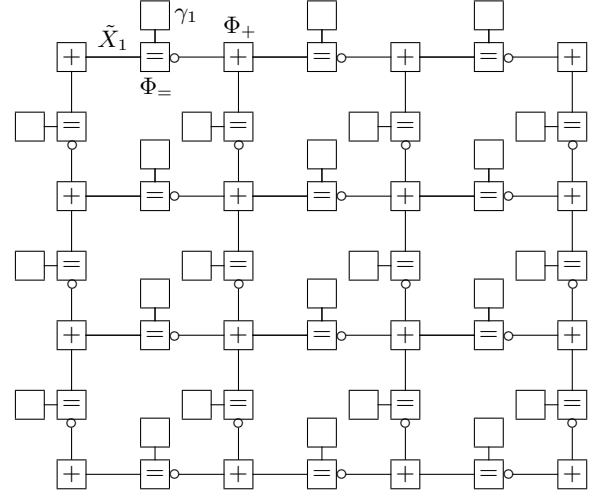 X̃₁ γ₁ Φ₊
+ = + = + = +
Φ₌
= = = =
+ = + = + = +
= = = =
+ = + = + = +
= = = =
+ = + = + = +